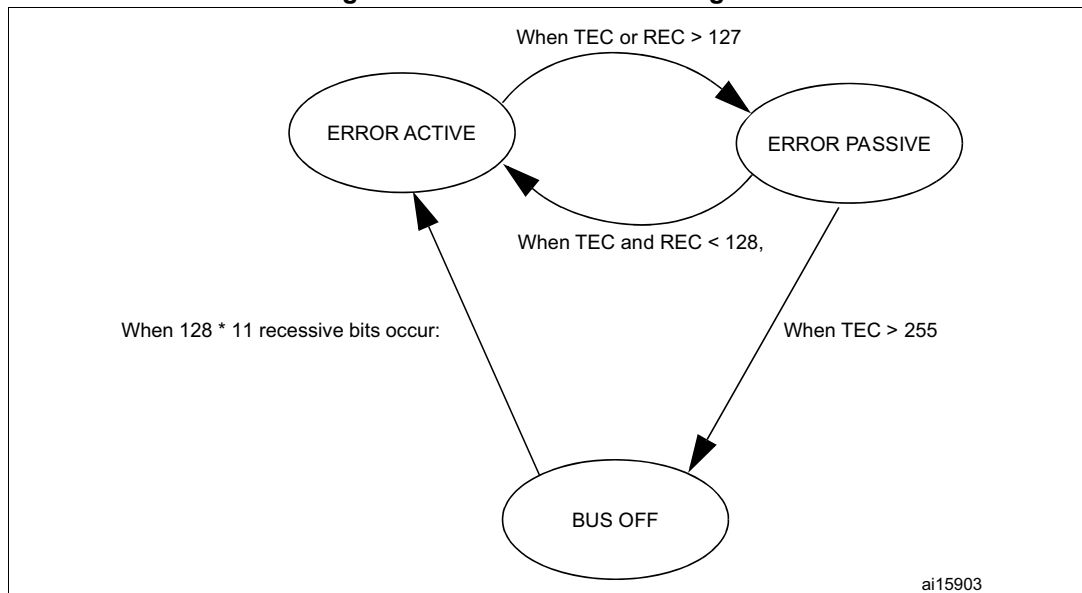 When TEC or REC > 127
ERROR ACTIVE
ERROR PASSIVE
When TEC and REC < 128,
When 128 * 11 recessive bits occur:
When TEC > 255
BUS OFF
ai15903